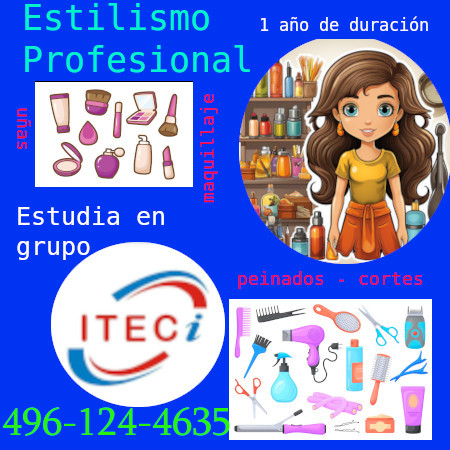 Estilismo
Profesional
1 año de duración
uñas
maquillaje
Estudia en
grupo
peinados - cortes
ITECi
496-124-4635